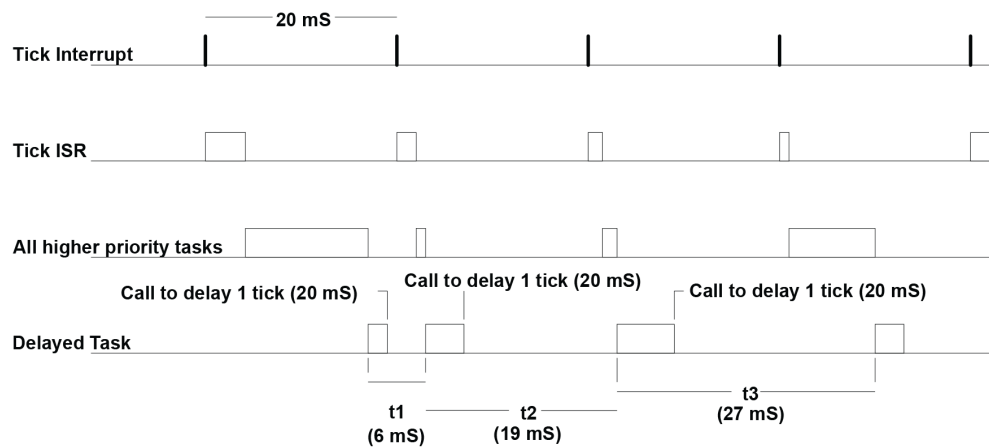 20 mS
Tick Interrupt
Tick ISR
All higher priority tasks
Call to delay 1 tick (20 mS)
Call to delay 1 tick (20 mS)
Call to delay 1 tick (20 mS)
Delayed Task
t1
(6 mS)
t2
(19 mS)
t3
(27 mS)